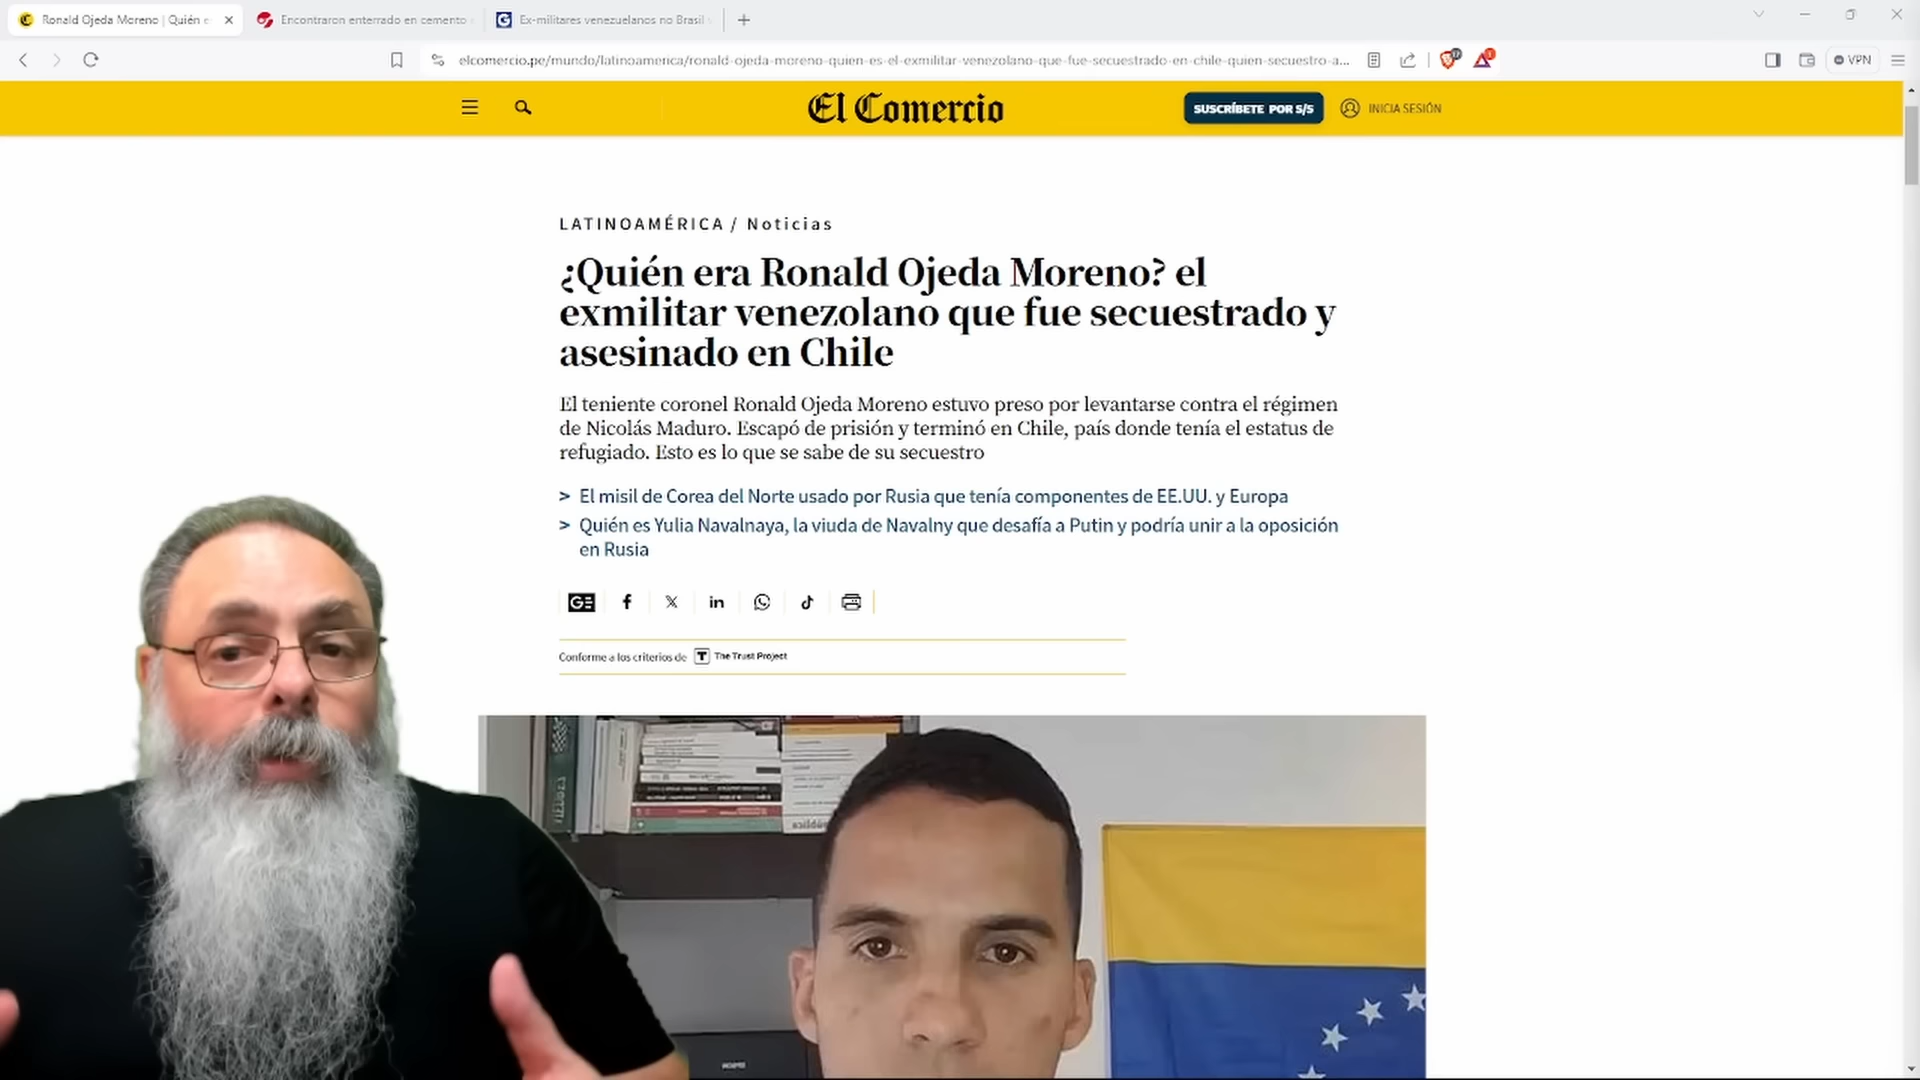 Ronald Ojeda Moreno | Quién e
Encontraron enterrado en cemento
Ex-militares venezuelanos no Brasil
elcomercio.pe/mundo/latinoamerica/ronald-ojeda-moreno-quien-es-el-exmilitar-venezolano-que-fue-secuestrado-en-chile-quien-secuestro-a...
VPN
El Comercio
SUSCRÍBETE POR S/5
INICIA SESIÓN
LATINOAMÉRICA / Noticias
¿Quién era Ronald Ojeda Moreno? el
exmilitar venezolano que fue secuestrado y
asesinado en Chile
El teniente coronel Ronald Ojeda Moreno estuvo preso por levantarse contra el régimen
de Nicolás Maduro. Escapó de prisión y terminó en Chile, país donde tenía el estatus de
refugiado. Esto es lo que se sabe de su secuestro
> El misil de Corea del Norte usado por Rusia que tenía componentes de EE.UU. y Europa
> Quién es Yulia Navalnaya, la viuda de Navalny que desafía a Putin y podría unir a la oposición
en Rusia
Conforme a los criterios de T The Trust Project